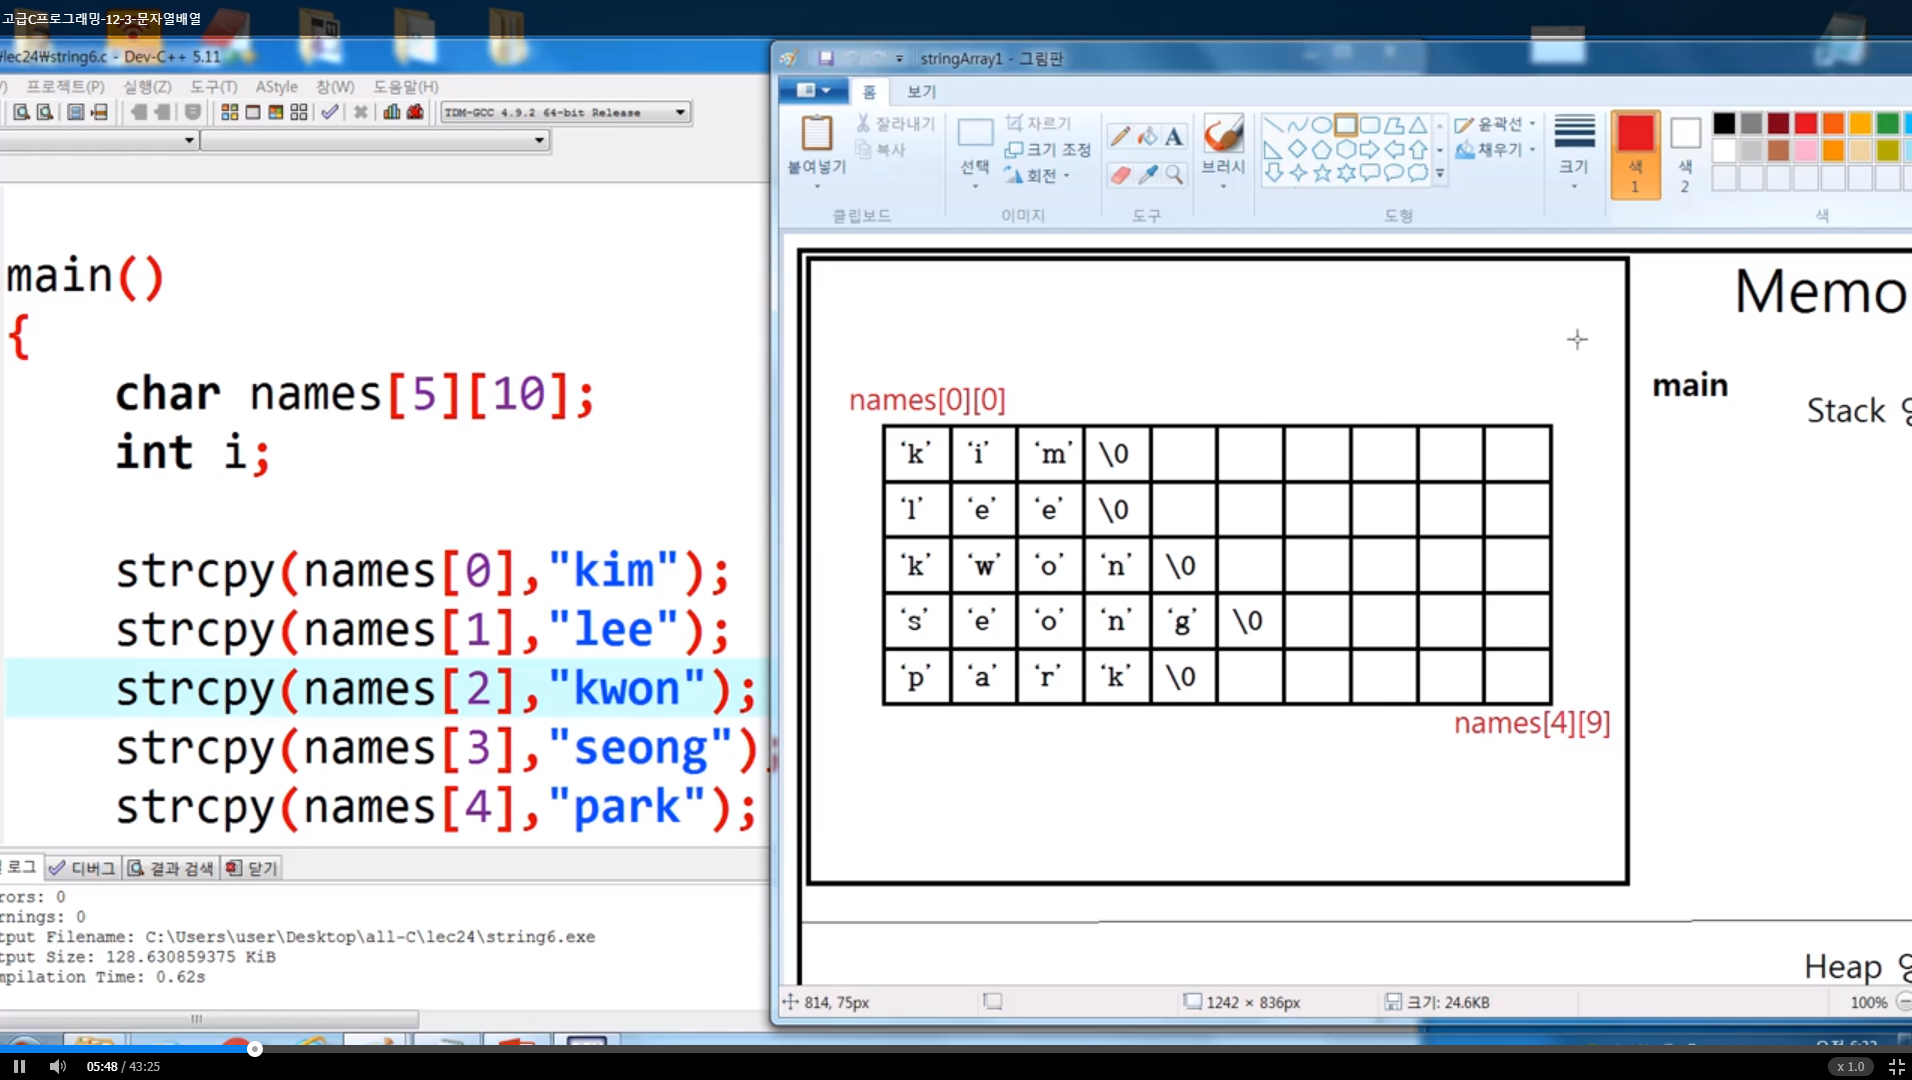 고급C프로그래밍-12-3-문자열배열
lec24₩string6.c - Dev-C++ 5.11
프로젝트(P) 실행(Z) 도구(T) AStyle 창(W) 도움말(H)
TDM-GCC 4.9.2 64-bit Release
main()
{
char names[5][10];
int i;
strcpy(names[0],"kim");
strcpy(names[1],"lee");
strcpy(names[2],"kwon");
strcpy(names[3],"seong");
strcpy(names[4],"park");
로그 디버그 결과 검색 닫기
rors: 0
rnings: 0
tput Filename: C:\Users\user\Desktop\all-C\lec24\string6.exe
tput Size: 128.630859375 KiB
mpilation Time: 0.62s
stringArray1 - 그림판
홈 보기
붙여넣기 잘라내기 복사
클립보드
선택 자르기 크기 조정 회전
이미지
A
도구
브러시
윤곽선 채우기
도형
크기
색 1
색 2
색
Memo
main
Stack
names[0][0]
‘k’ ‘i’ ‘m’ \0
‘l’ ‘e’ ‘e’ \0
‘k’ ‘w’ ‘o’ ‘n’ \0
‘s’ ‘e’ ‘o’ ‘n’ ‘g’ \0
‘p’ ‘a’ ‘r’ ‘k’ \0
names[4][9]
Heap
814, 75px
1242 × 836px
크기: 24.6KB
100%
05:48 / 43:25
x 1.0